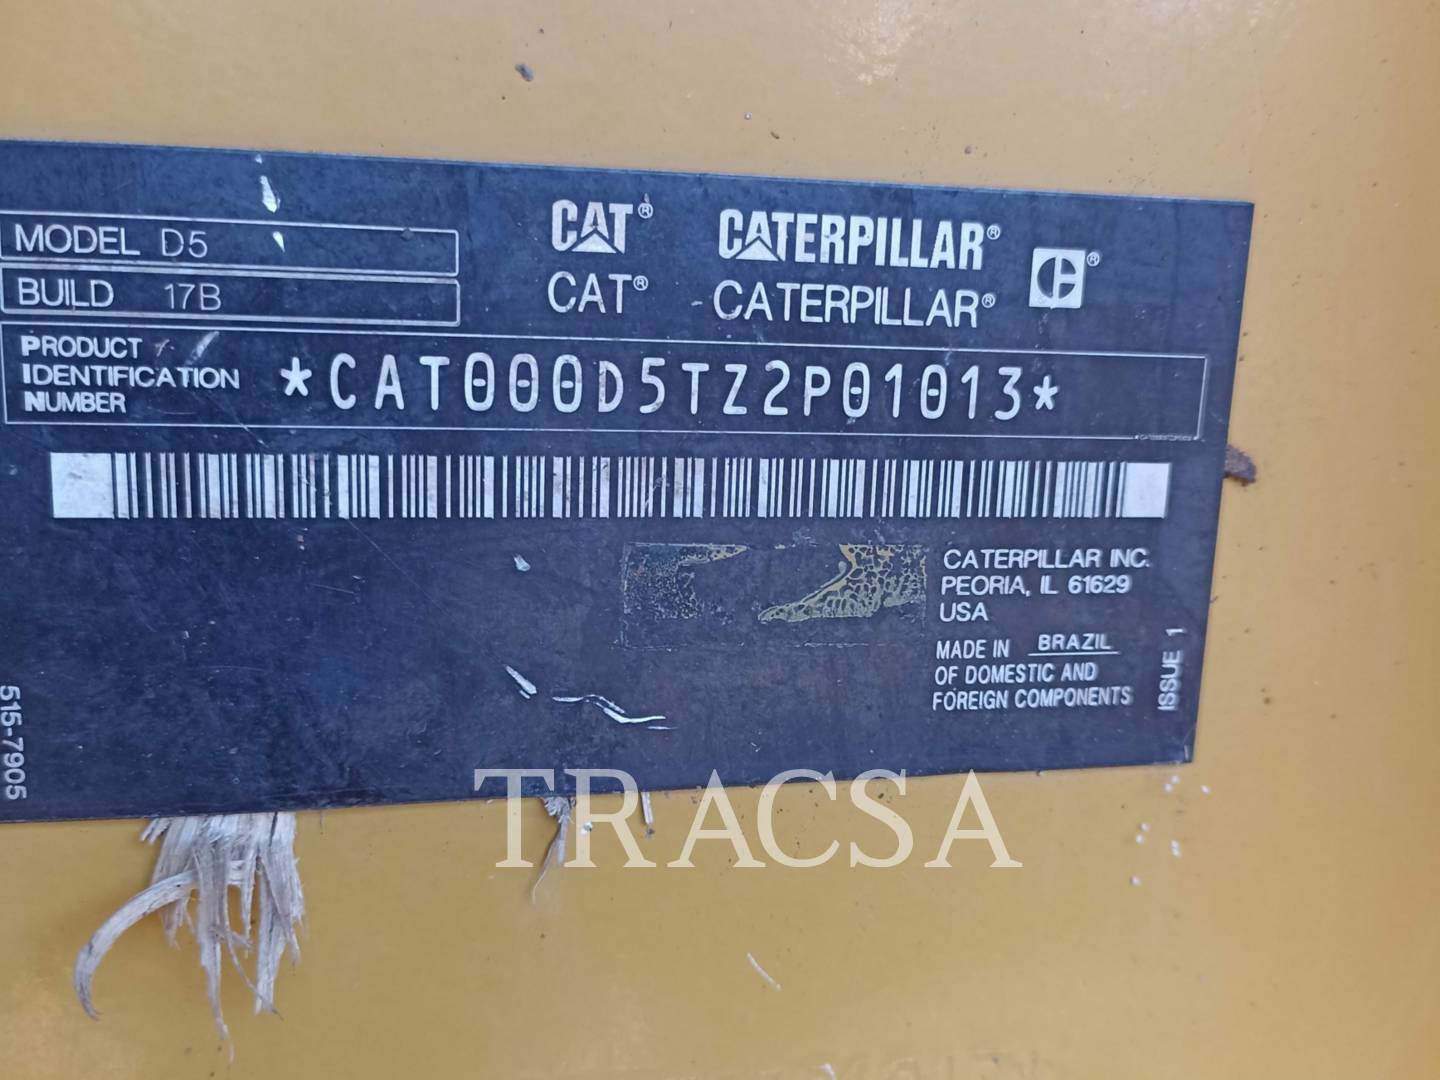 MODEL D5
BUILD 17B
CAT® CATERPILLAR® ®
CAT® CATERPILLAR®
PRODUCT IDENTIFICATION NUMBER *CAT000D5TZ2P01013*
CATERPILLAR INC.
PEORIA, IL 61629
USA
MADE IN BRAZIL
OF DOMESTIC AND
FOREIGN COMPONENTS
ISSUE 1
515-7905
TRACSA